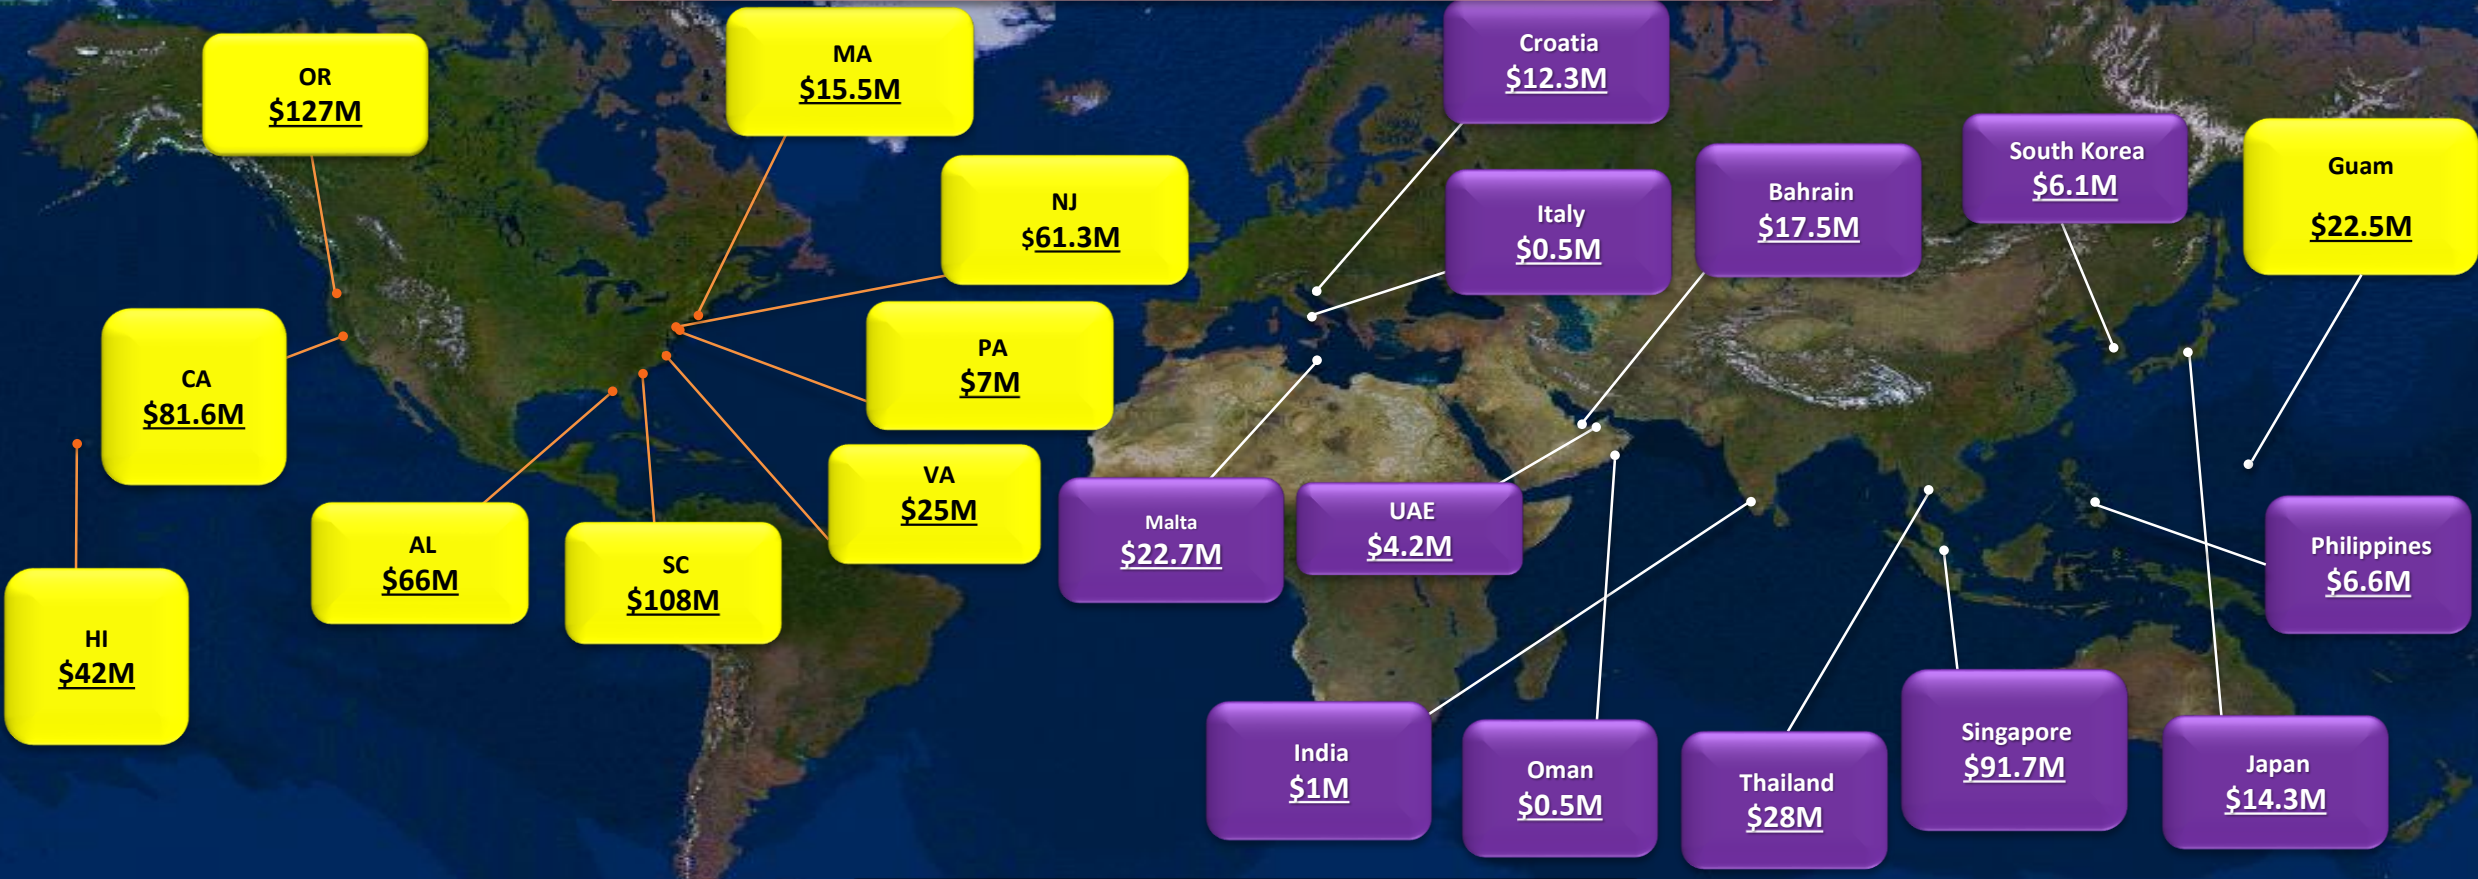 OR
$127M
MA
$15.5M
NJ
$61.3M
PA
$7M
CA
$81.6M
VA
$25M
AL
$66M
SC
$108M
HI
$42M
Croatia
$12.3M
Italy
$0.5M
Bahrain
$17.5M
South Korea
$6.1M
Guam
$22.5M
Malta
$22.7M
UAE
$4.2M
Philippines
$6.6M
India
$1M
Oman
$0.5M
Thailand
$28M
Singapore
$91.7M
Japan
$14.3M